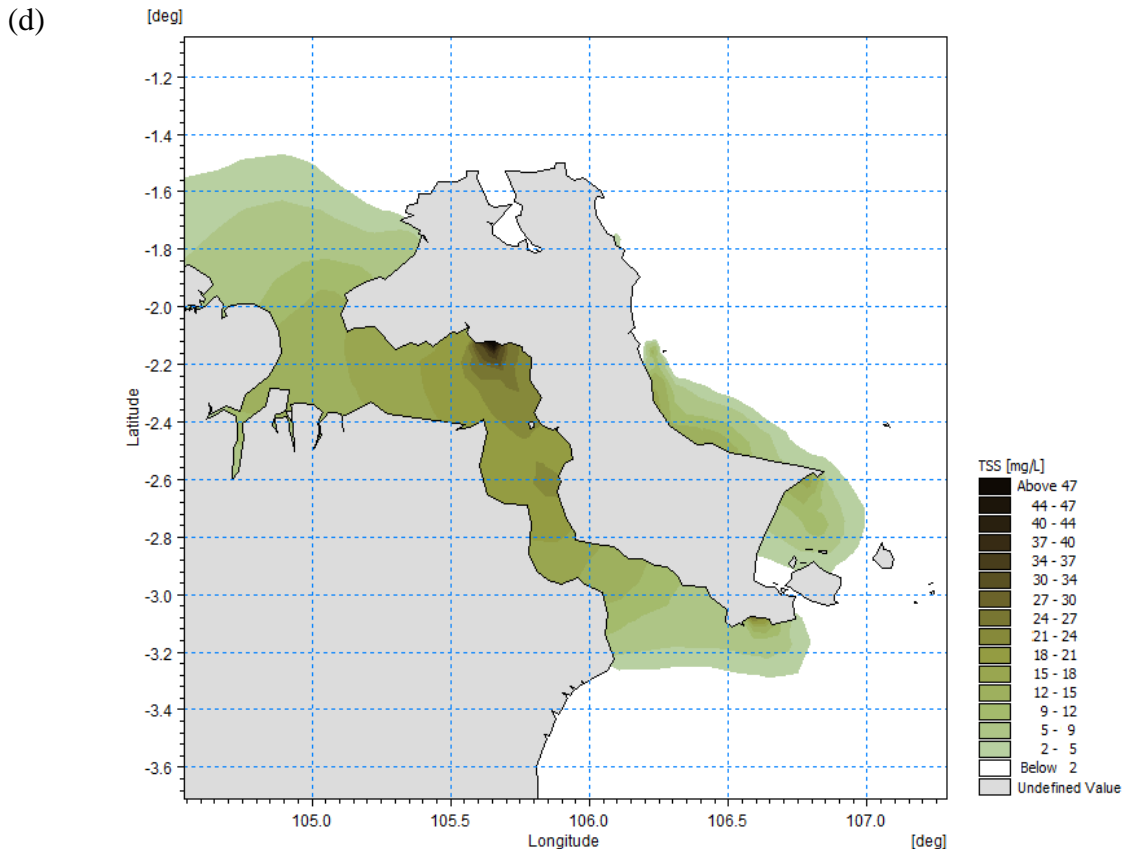 (d)
[deg]
-1.2
-1.4
-1.6
-1.8
-2.0
-2.2
-2.4
-2.6
-2.8
-3.0
-3.2
-3.4
-3.6
Latitude
105.0 105.5 106.0 106.5 107.0
Longitude [deg]
TSS [mg/L]
Above 47
44 - 47
40 - 44
37 - 40
34 - 37
30 - 34
27 - 30
24 - 27
21 - 24
18 - 21
15 - 18
12 - 15
9 - 12
5 - 9
2 - 5
Below 2
Undefined Value